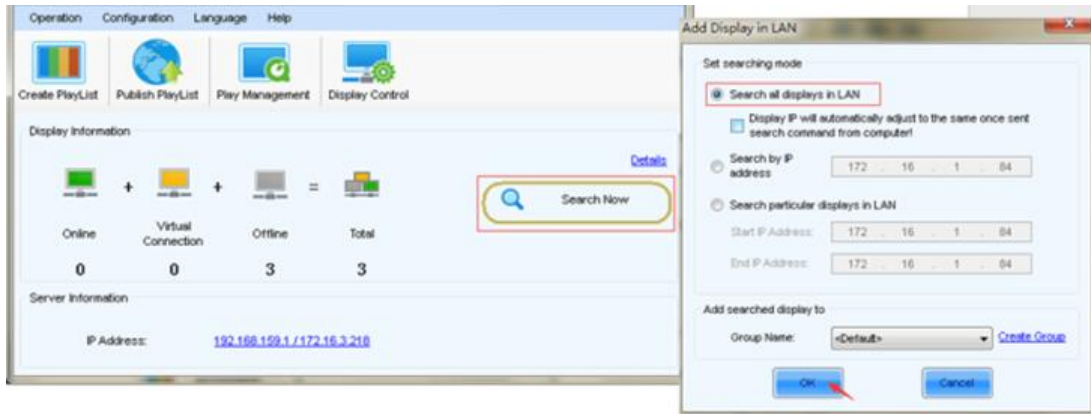 Operation Configuration Language Help
Create PlayList Publish PlayList Play Management Display Control
Display Information
Details
Search Now
+ + =
Online Virtual Connection Offline Total
0 0 3 3
Server Information
IP Address: 192.168.159.1 / 172.16.3.218
Add Display in LAN
Set searching mode
Search all displays in LAN
Display IP will automatically adjust to the same once sent
search command from computer!
Search by IP
address
172 . 16 . 1 . 84
Search particular displays in LAN
Start IP Address: 172 . 16 . 1 . 84
End IP Address: 172 . 16 . 1 . 84
Add searched display to
Group Name: <Default> Create Group
OK Cancel